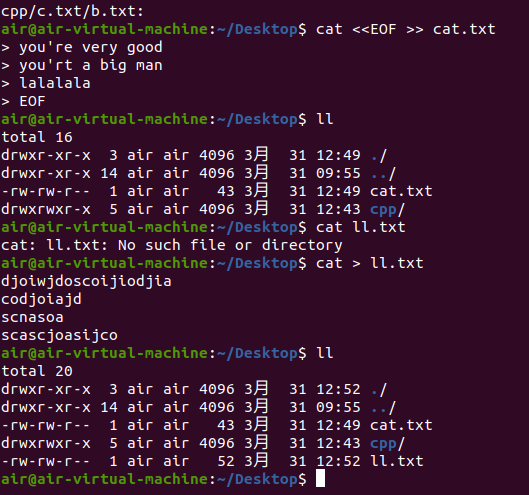 cpp/c.txt/b.txt:
air@air-virtual-machine:~/Desktop$ cat <<EOF >> cat.txt
> you're very good
> you'rt a big man
> lalalala
> EOF
air@air-virtual-machine:~/Desktop$ ll
total 16
drwxr-xr-x  3 air air 4096 3月  31 12:49 ./
drwxr-xr-x 14 air air 4096 3月  31 09:55 ../
-rw-rw-r--  1 air air   43 3月  31 12:49 cat.txt
drwxrwxr-x  5 air air 4096 3月  31 12:43 cpp/
air@air-virtual-machine:~/Desktop$ cat ll.txt
cat: ll.txt: No such file or directory
air@air-virtual-machine:~/Desktop$ cat > ll.txt
djoiwjdoscoijiodjia
codjoiajd
scnasoa
scascjoasijco
air@air-virtual-machine:~/Desktop$ ll
total 20
drwxr-xr-x  3 air air 4096 3月  31 12:52 ./
drwxr-xr-x 14 air air 4096 3月  31 09:55 ../
-rw-rw-r--  1 air air   43 3月  31 12:49 cat.txt
drwxrwxr-x  5 air air 4096 3月  31 12:43 cpp/
-rw-rw-r--  1 air air   52 3月  31 12:52 ll.txt
air@air-virtual-machine:~/Desktop$